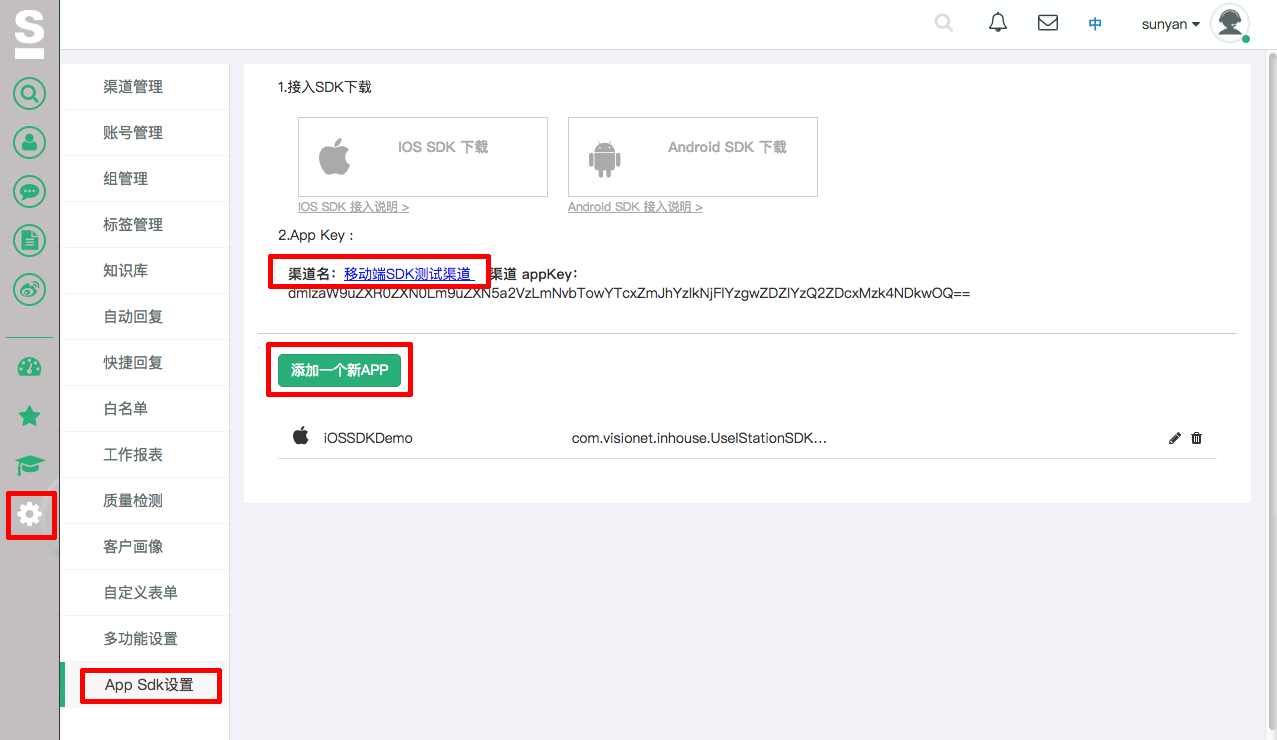 S
中
sunyan
渠道管理
账号管理
组管理
标签管理
知识库
自动回复
快捷回复
白名单
工作报表
质量检测
客户画像
自定义表单
多功能设置
App Sdk设置
1.接入SDK下载
IOS SDK 下载
Android SDK 下载
IOS SDK 接入说明 >
Android SDK 接入说明 >
2.App Key :
渠道名: 移动端SDK测试渠道 渠道 appKey:
dmlzaW9uZXR0ZXN0Lm9uZXN5a2VzLmNvbTowYTcxZmJhYzlkNjFlYzgwZDZlYzQ2ZDcxMzk4NDkwOQ==
添加一个新APP
iOSSDKDemo
com.visionet.inhouse.UselStationSDK...